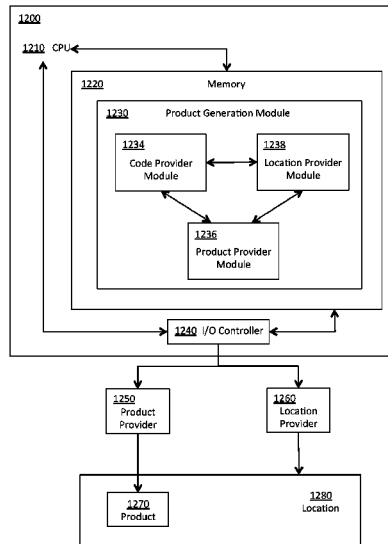 1200
1210 CPU
1220 Memory
1230 Product Generation Module
1234
Code Provider
Module
1238
Location Provider
Module
1236
Product Provider
Module
1240 I/O Controller
1250
Product
Provider
1260
Location
Provider
1270
Product
1280
Location